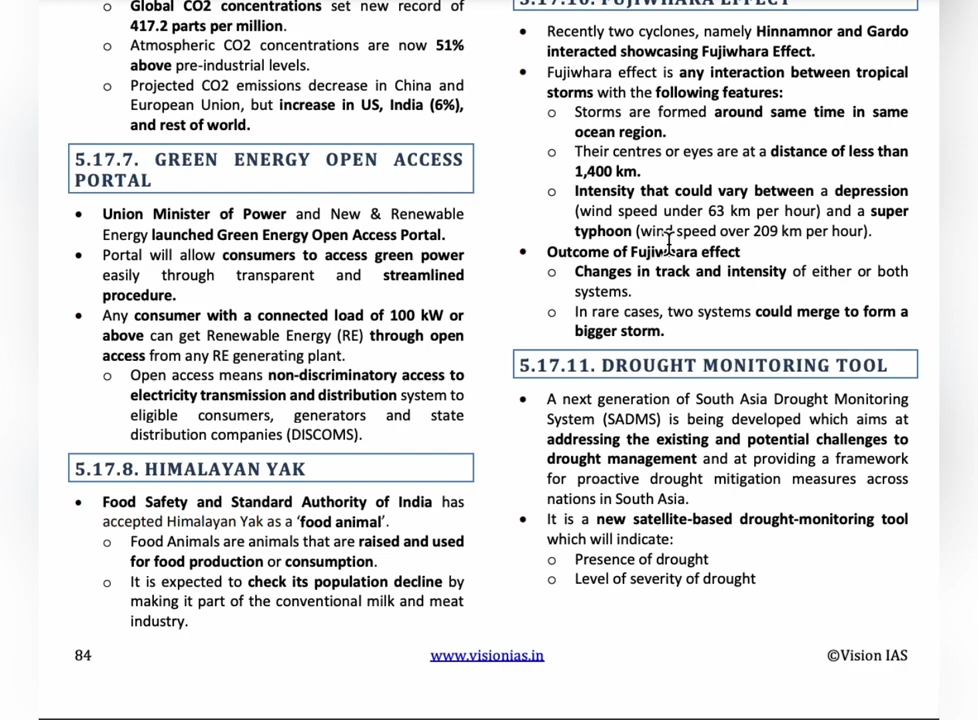 o Global CO2 concentrations set new record of
417.2 parts per million.
o Atmospheric CO2 concentrations are now 51%
above pre-industrial levels.
o Projected CO2 emissions decrease in China and
European Union, but increase in US, India (6%),
and rest of world.
5.17.7. GREEN ENERGY OPEN ACCESS
PORTAL
• Union Minister of Power and New & Renewable
Energy launched Green Energy Open Access Portal.
• Portal will allow consumers to access green power
easily through transparent and streamlined
procedure.
• Any consumer with a connected load of 100 kW or
above can get Renewable Energy (RE) through open
access from any RE generating plant.
o Open access means non-discriminatory access to
electricity transmission and distribution system to
eligible consumers, generators and state
distribution companies (DISCOMS).
5.17.8. HIMALAYAN YAK
• Food Safety and Standard Authority of India has
accepted Himalayan Yak as a 'food animal'.
o Food Animals are animals that are raised and used
for food production or consumption.
o It is expected to check its population decline by
making it part of the conventional milk and meat
industry.
5.17.10. FUJIWHARA EFFECT
• Recently two cyclones, namely Hinnamnor and Gardo
interacted showcasing Fujiwhara Effect.
• Fujiwhara effect is any interaction between tropical
storms with the following features:
o Storms are formed around same time in same
ocean region.
o Their centres or eyes are at a distance of less than
1,400 km.
o Intensity that could vary between a depression
(wind speed under 63 km per hour) and a super
typhoon (wind speed over 209 km per hour).
• Outcome of Fujiwhara effect
o Changes in track and intensity of either or both
systems.
o In rare cases, two systems could merge to form a
bigger storm.
5.17.11. DROUGHT MONITORING TOOL
• A next generation of South Asia Drought Monitoring
System (SADMS) is being developed which aims at
addressing the existing and potential challenges to
drought management and at providing a framework
for proactive drought mitigation measures across
nations in South Asia.
• It is a new satellite-based drought-monitoring tool
which will indicate:
o Presence of drought
o Level of severity of drought
84 www.visionias.in ©Vision IAS